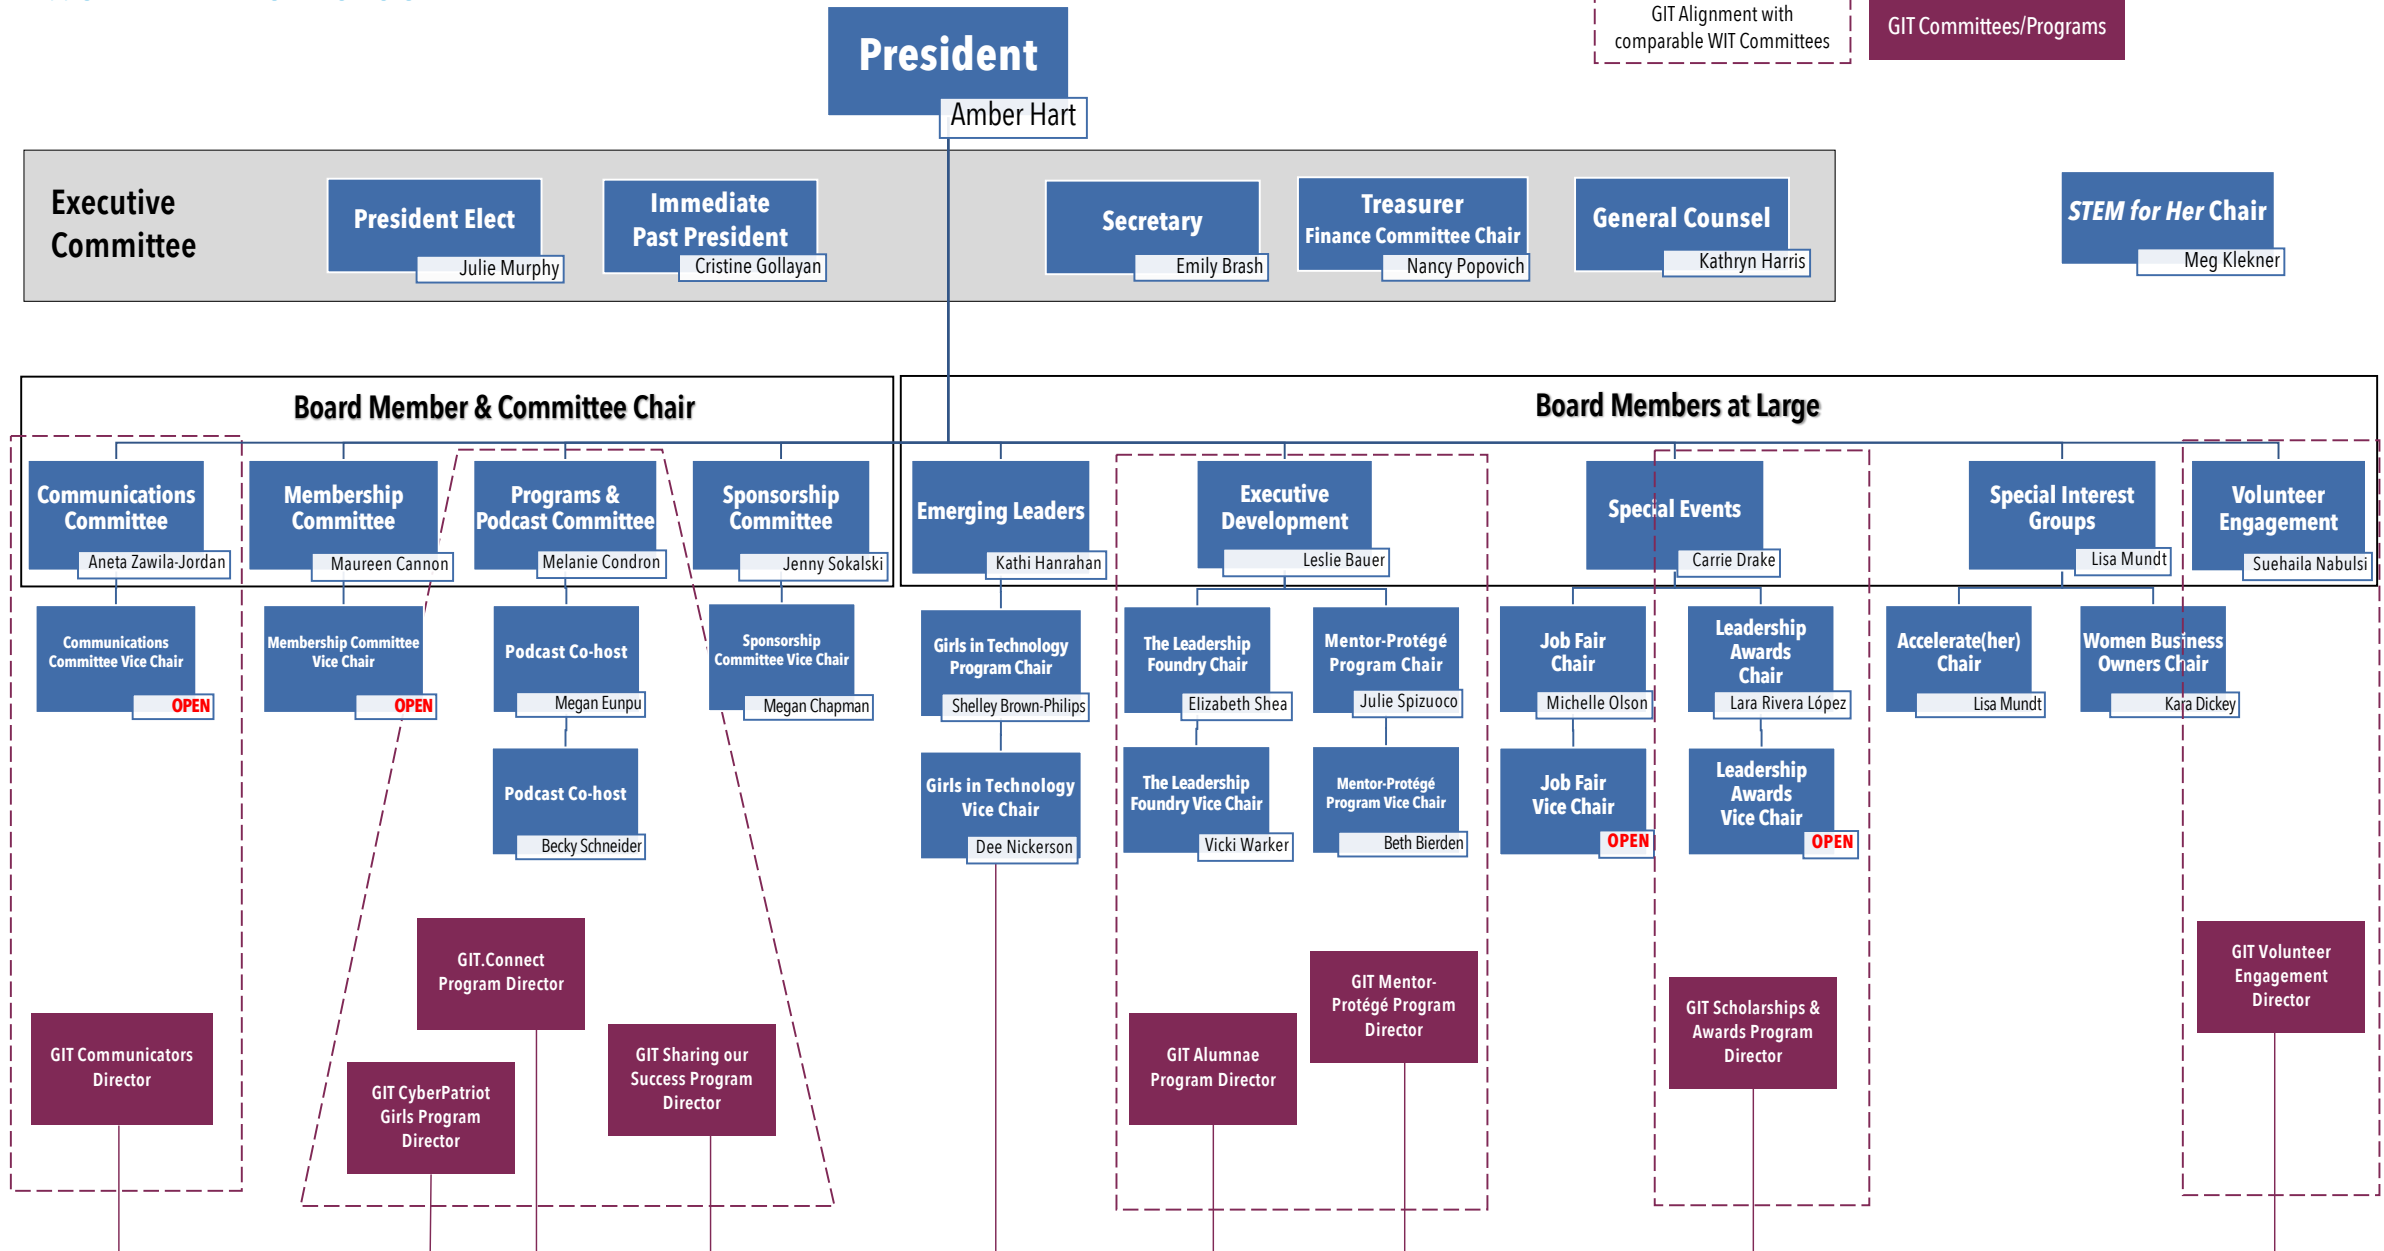 GIT Alignment with
comparable WIT Committees
GIT Committees/Programs
President
Amber Hart
Executive
Committee
President Elect
Julie Murphy
Immediate
Past President
Cristine Gollayan
Secretary
Emily Brash
Treasurer
Finance Committee Chair
Nancy Popovich
General Counsel
Kathryn Harris
STEM for Her Chair
Meg Klekner
Board Member & Committee Chair
Board Members at Large
Communications
Committee
Aneta Zawila-Jordan
Membership
Committee
Maureen Cannon
Programs &
Podcast Committee
Melanie Condron
Sponsorship
Committee
Jenny Sokalski
Emerging Leaders
Kathi Hanrahan
Executive
Development
Leslie Bauer
Special Events
Carrie Drake
Special Interest
Groups
Lisa Mundt
Volunteer
Engagement
Suehaila Nabulsi
Communications
Committee Vice Chair
OPEN
Membership Committee
Vice Chair
OPEN
Podcast Co-host
Megan Eunpu
Sponsorship
Committee Vice Chair
Megan Chapman
Girls in Technology
Program Chair
Shelley Brown-Philips
The Leadership
Foundry Chair
Elizabeth Shea
Mentor-Protégé
Program Chair
Julie Spizuoco
Job Fair
Chair
Michelle Olson
Leadership
Awards
Chair
Lara Rivera López
Accelerate(her)
Chair
Lisa Mundt
Women Business
Owners Chair
Kara Dickey
Podcast Co-host
Becky Schneider
Girls in Technology
Vice Chair
Dee Nickerson
The Leadership
Foundry Vice Chair
Vicki Warker
Mentor-Protégé
Program Vice Chair
Beth Bierden
Job Fair
Vice Chair
OPEN
Leadership
Awards
Vice Chair
OPEN
GIT Communicators
Director
GIT.Connect
Program Director
GIT CyberPatriot
Girls Program
Director
GIT Sharing our
Success Program
Director
GIT Alumnae
Program Director
GIT Mentor-
Protégé Program
Director
GIT Scholarships &
Awards Program
Director
GIT Volunteer
Engagement
Director